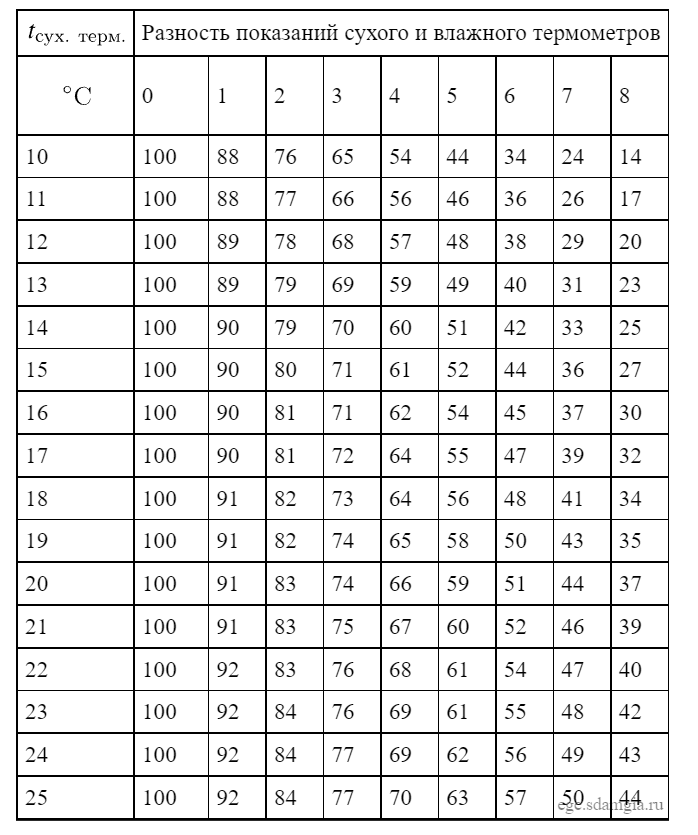 tсух. терм. Разность показаний сухого и влажного термометров
°C 0 1 2 3 4 5 6 7 8
10 100 88 76 65 54 44 34 24 14
11 100 88 77 66 56 46 36 26 17
12 100 89 78 68 57 48 38 29 20
13 100 89 79 69 59 49 40 31 23
14 100 90 79 70 60 51 42 33 25
15 100 90 80 71 61 52 44 36 27
16 100 90 81 71 62 54 45 37 30
17 100 90 81 72 64 55 47 39 32
18 100 91 82 73 64 56 48 41 34
19 100 91 82 74 65 58 50 43 35
20 100 91 83 74 66 59 51 44 37
21 100 91 83 75 67 60 52 46 39
22 100 92 83 76 68 61 54 47 40
23 100 92 84 76 69 61 55 48 42
24 100 92 84 77 69 62 56 49 43
25 100 92 84 77 70 63 57 50 44
ege.sdamgia.ru